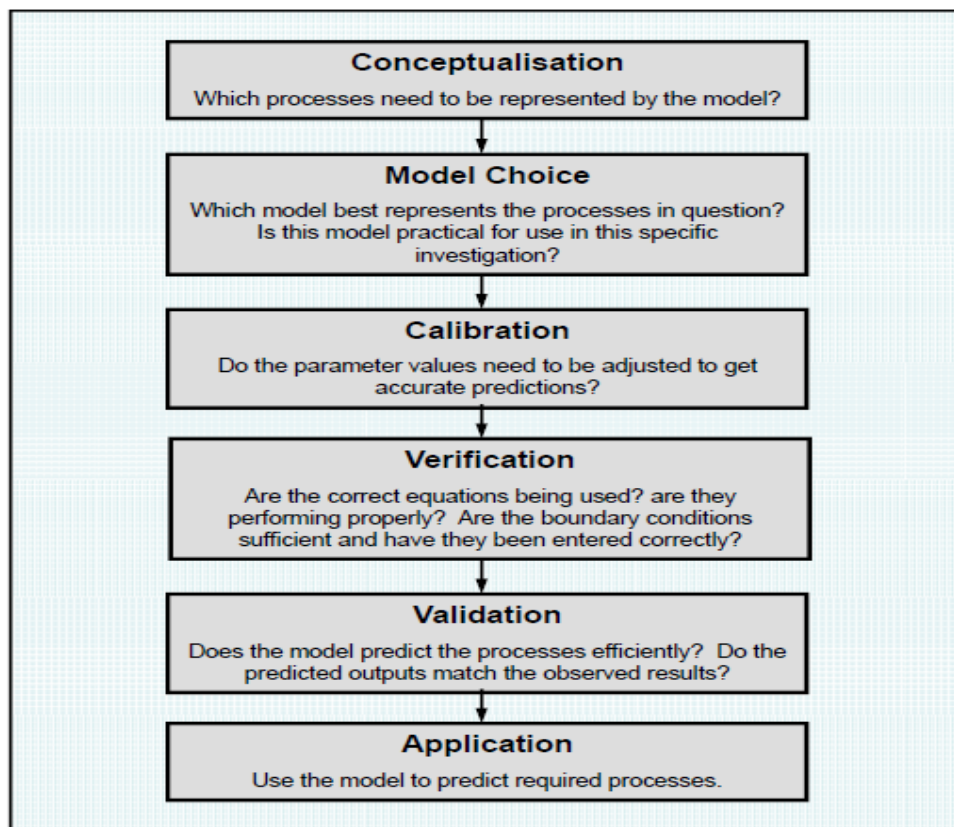 Conceptualisation
Which processes need to be represented by the model?
Model Choice
Which model best represents the processes in question?
Is this model practical for use in this specific
investigation?
Calibration
Do the parameter values need to be adjusted to get
accurate predictions?
Verification
Are the correct equations being used? are they
performing properly? Are the boundary conditions
sufficient and have they been entered correctly?
Validation
Does the model predict the processes efficiently? Do the
predicted outputs match the observed results?
Application
Use the model to predict required processes.